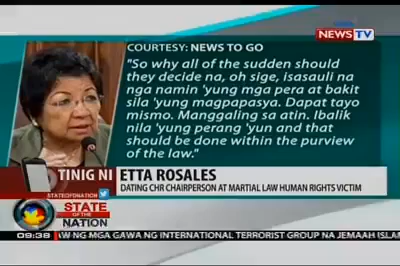 COURTESY: NEWS TO GO
NEWS TV
"So why all of the sudden should
they decide na, oh sige, isasauli na
nga namin 'yung mga pera at bakit
sila 'yung magpapasya. Dapat tayo
mismo. Manggaling sa atin. Ibalik
nila 'yung perang 'yun and that
should be done within the purview
of the law."
TINIG NI
ETTA ROSALES
STATEOFDNATION
DATING CHR CHAIRPERSON AT MARTIAL LAW HUMAN RIGHTS VICTIM
STATE
OF THE
NATION
09:38
AW NG MGA GAWNG INTERNATIONAL TERRORIST GROUP NA JEMAAH ISLAM